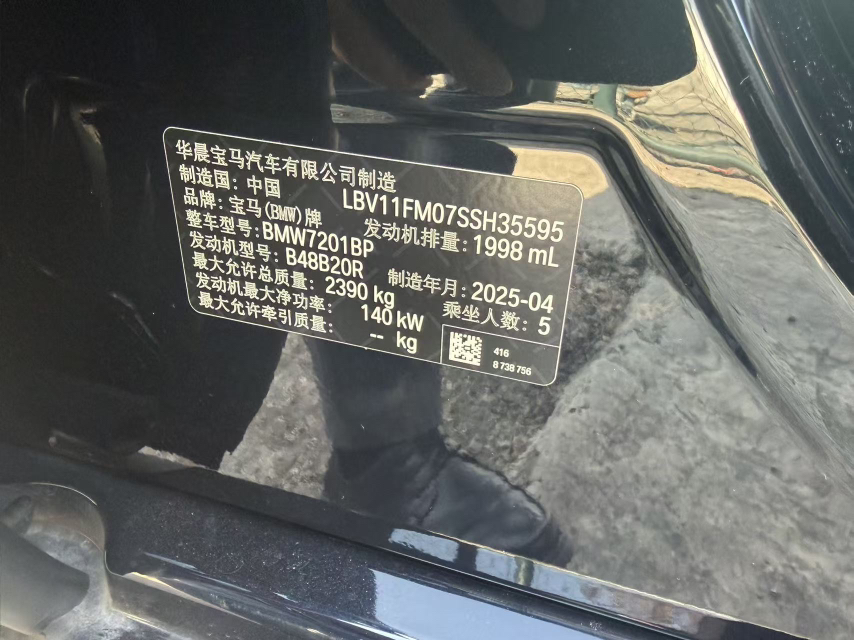 华晨宝马汽车有限公司制造
制造国: 中国 LBV11FM07SSH35595
品牌: 宝马(BMW)牌
整车型号: BMW7201BP 发动机排量: 1998 mL
发动机型号: B48B20R
最大允许总质量: 2390 kg 制造年月: 2025-04
发动机最大净功率: 140 kW 乘坐人数: 5
最大允许牵引质量: -- kg
416
8 738 756